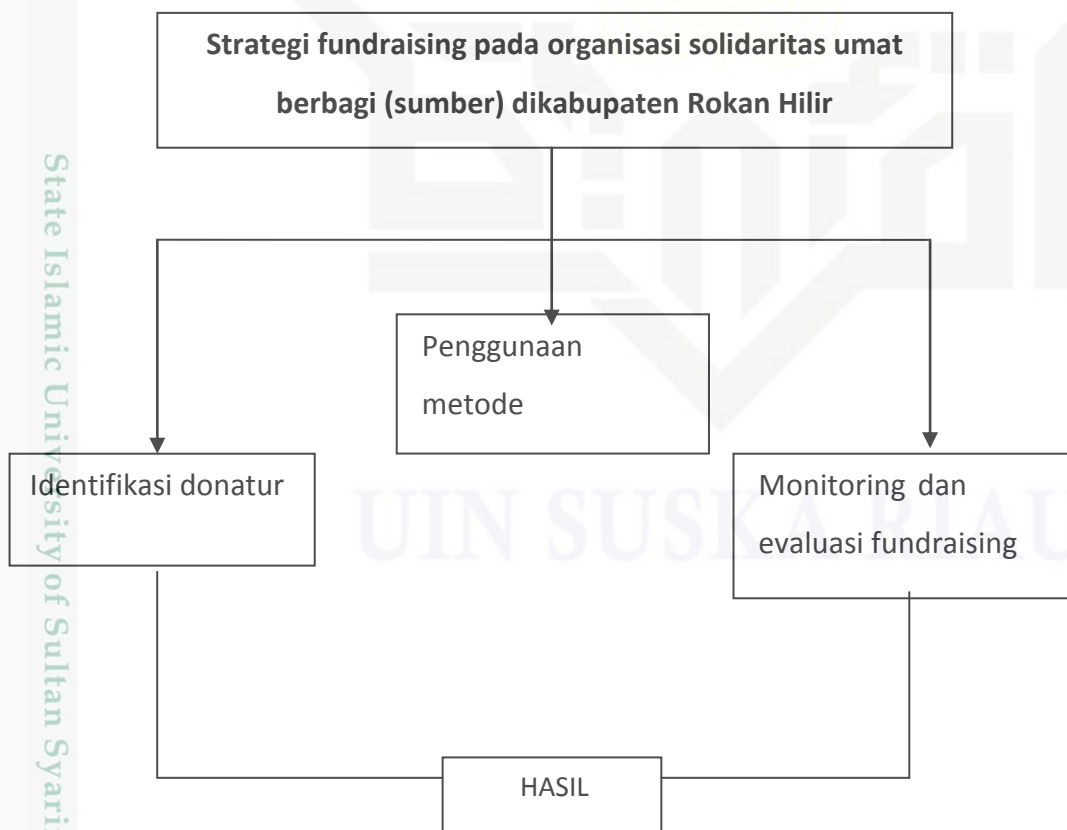 Strategi fundraising pada organisasi solidaritas umat
berbagi (sumber) dikabupaten Rokan Hilir
Penggunaan
metode
Identifikasi donatur
Monitoring dan
evaluasi fundraising
HASIL
UIN SUSKA RIAU
State Islamic University of Sultan